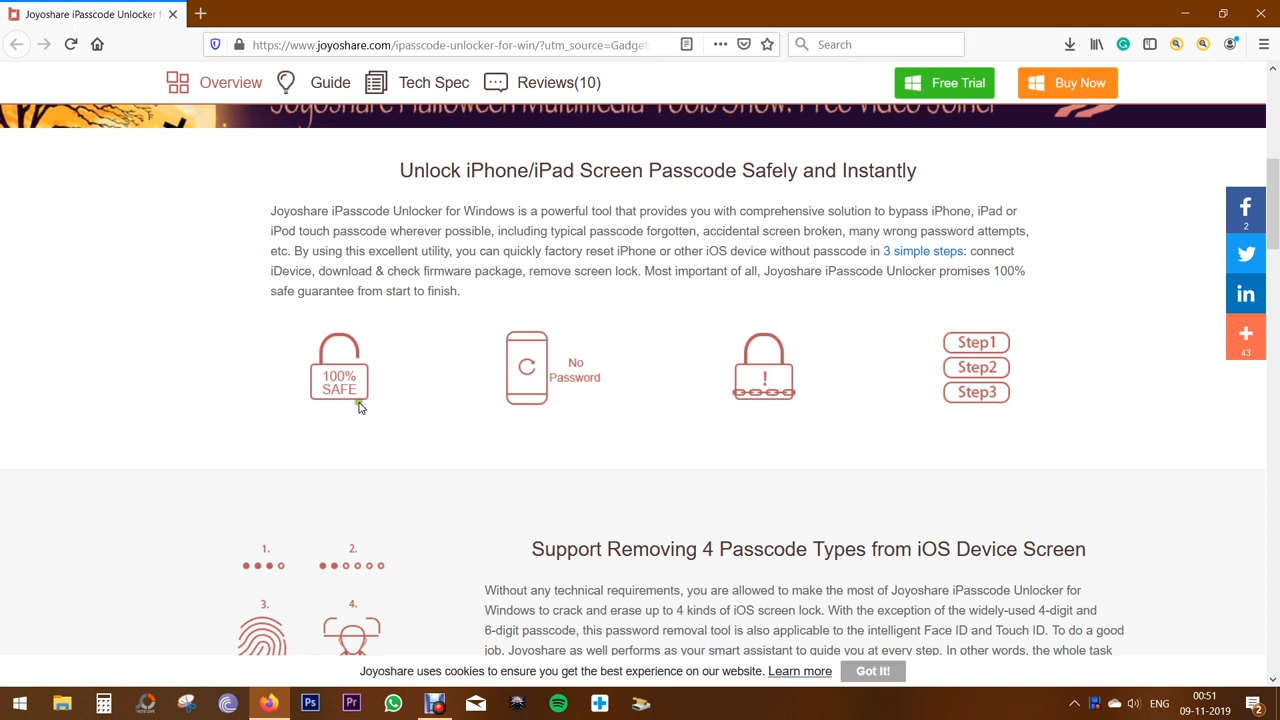 Joyoshare iPasscode Unlocker f
https://www.joyoshare.com/ipasscode-unlocker-for-win/?utm_source=Gadget
Search
Overview
Guide
Tech Spec
Reviews(10)
Free Trial
Buy Now
Joyoshare Halloween Multimedia Tools Show: Free Video Joiner
Unlock iPhone/iPad Screen Passcode Safely and Instantly
Joyoshare iPasscode Unlocker for Windows is a powerful tool that provides you with comprehensive solution to bypass iPhone, iPad or
iPod touch passcode wherever possible, including typical passcode forgotten, accidental screen broken, many wrong password attempts,
etc. By using this excellent utility, you can quickly factory reset iPhone or other iOS device without passcode in 3 simple steps: connect
iDevice, download & check firmware package, remove screen lock. Most important of all, Joyoshare iPasscode Unlocker promises 100%
safe guarantee from start to finish.
2
43
100%
SAFE
No
Password
!
Step1
Step2
Step3
Support Removing 4 Passcode Types from iOS Device Screen
1.
2.
3.
4.
Without any technical requirements, you are allowed to make the most of Joyoshare iPasscode Unlocker for
Windows to crack and erase up to 4 kinds of iOS screen lock. With the exception of the widely-used 4-digit and
6-digit passcode, this password removal tool is also applicable to the intelligent Face ID and Touch ID. To do a good
job, Joyoshare as well performs as your smart assistant to guide you at every step. In other words, the whole task
Joyoshare uses cookies to ensure you get the best experience on our website. Learn more
Got It!
Ps
Pr
ENG
00:51
09-11-2019
2